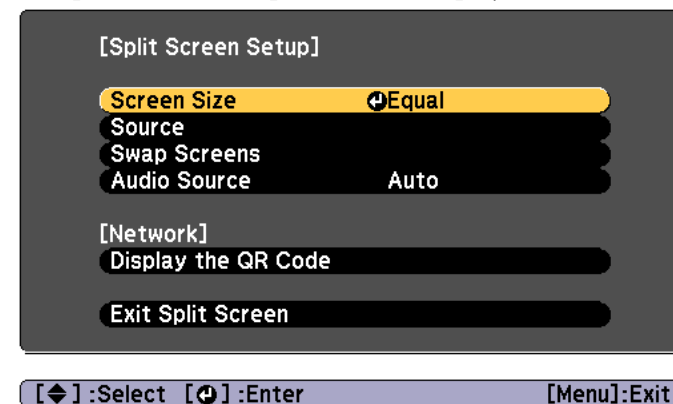 [Split Screen Setup]
Screen Size Equal
Source
Swap Screens
Audio Source Auto
[Network]
Display the QR Code
Exit Split Screen
[ ] :Select [ ] :Enter [Menu]:Exit